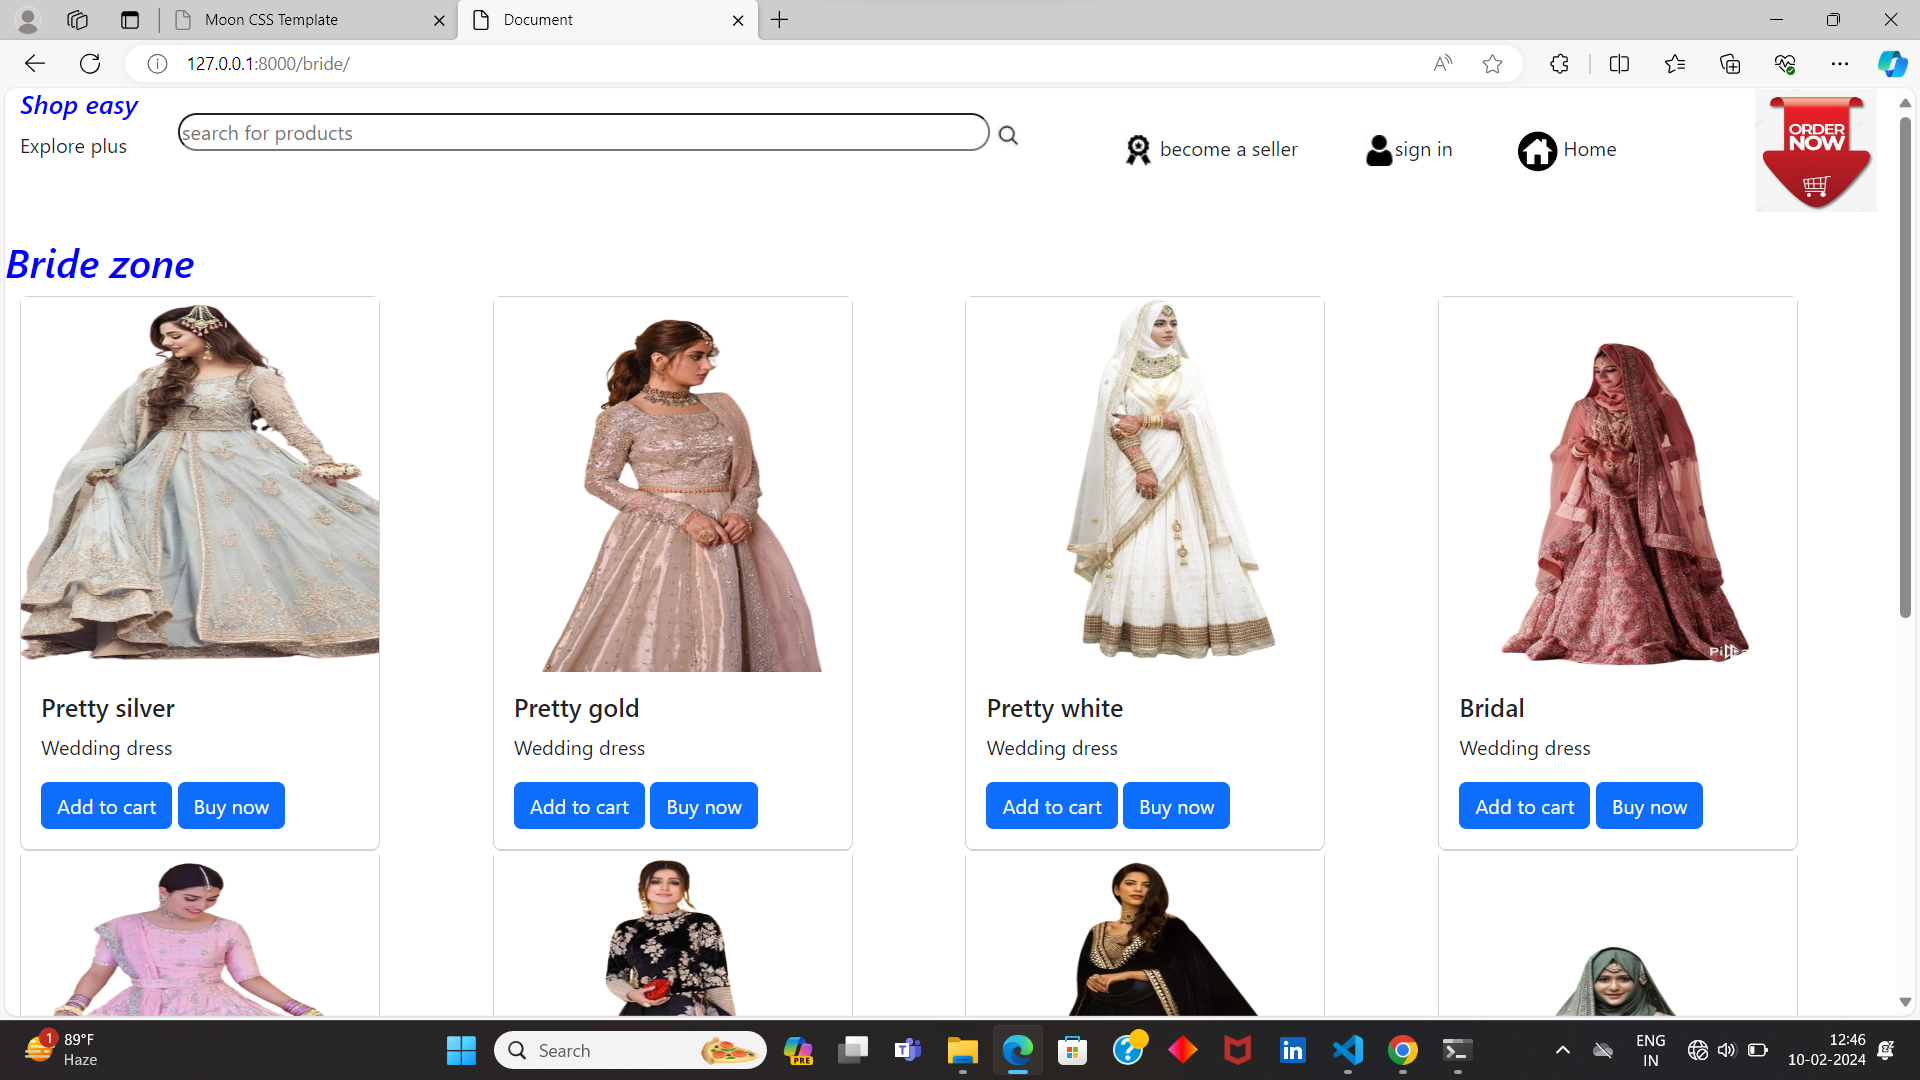 Moon CSS Template
Document
127.0.0.1:8000/bride/
Shop easy
Explore plus
search for products
become a seller
sign in
Home
ORDER
NOW
Bride zone
Pretty silver
Wedding dress
Add to cart
Buy now
Pretty gold
Wedding dress
Add to cart
Buy now
Pretty white
Wedding dress
Add to cart
Buy now
Bridal
Wedding dress
Add to cart
Buy now
1
89°F
Haze
Search
PRE
ENG
IN
12:46
10-02-2024